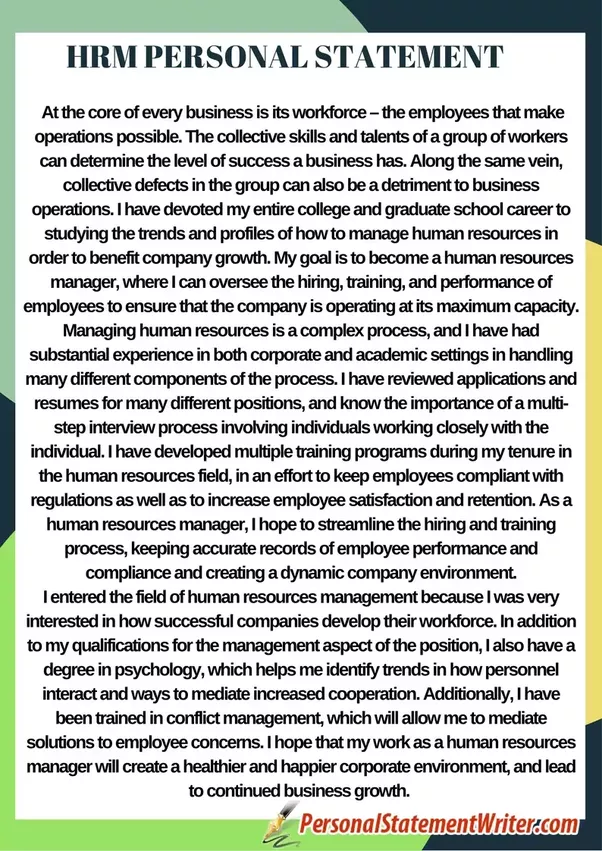 HRM PERSONAL STATEMENT
At the core of every business is its workforce – the employees that make
operations possible. The collective skills and talents of a group of workers
can determine the level of success a business has. Along the same vein,
collective defects in the group can also be a detriment to business
operations. I have devoted my entire college and graduate school career to
studying the trends and profiles of how to manage human resources in
order to benefit company growth. My goal is to become a human resources
manager, where I can oversee the hiring, training, and performance of
employees to ensure that the company is operating at its maximum capacity.
Managing human resources is a complex process, and I have had
substantial experience in both corporate and academic settings in handling
many different components of the process. I have reviewed applications and
resumes for many different positions, and know the importance of a multi-
step interview process involving individuals working closely with the
individual. I have developed multiple training programs during my tenure in
the human resources field, in an effort to keep employees compliant with
regulations as well as to increase employee satisfaction and retention. As a
human resources manager, I hope to streamline the hiring and training
process, keeping accurate records of employee performance and
compliance and creating a dynamic company environment.
I entered the field of human resources management because I was very
interested in how successful companies develop their workforce. In addition
to my qualifications for the management aspect of the position, I also have a
degree in psychology, which helps me identify trends in how personnel
interact and ways to mediate increased cooperation. Additionally, I have
been trained in conflict management, which will allow me to mediate
solutions to employee concerns. I hope that my work as a human resources
manager will create a healthier and happier corporate environment, and lead
to continued business growth.
PersonalStatementWriter.com